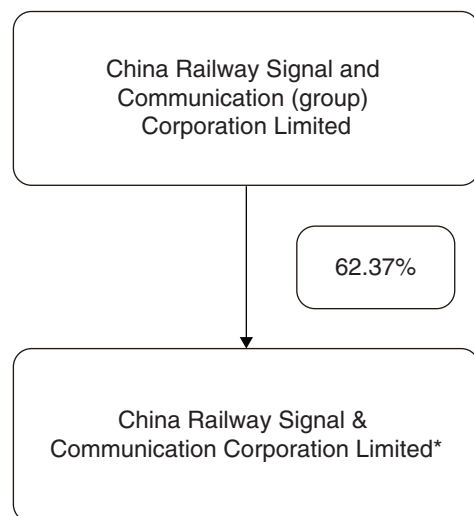 China Railway Signal and
Communication (group)
Corporation Limited
62.37%
China Railway Signal &
Communication Corporation Limited*